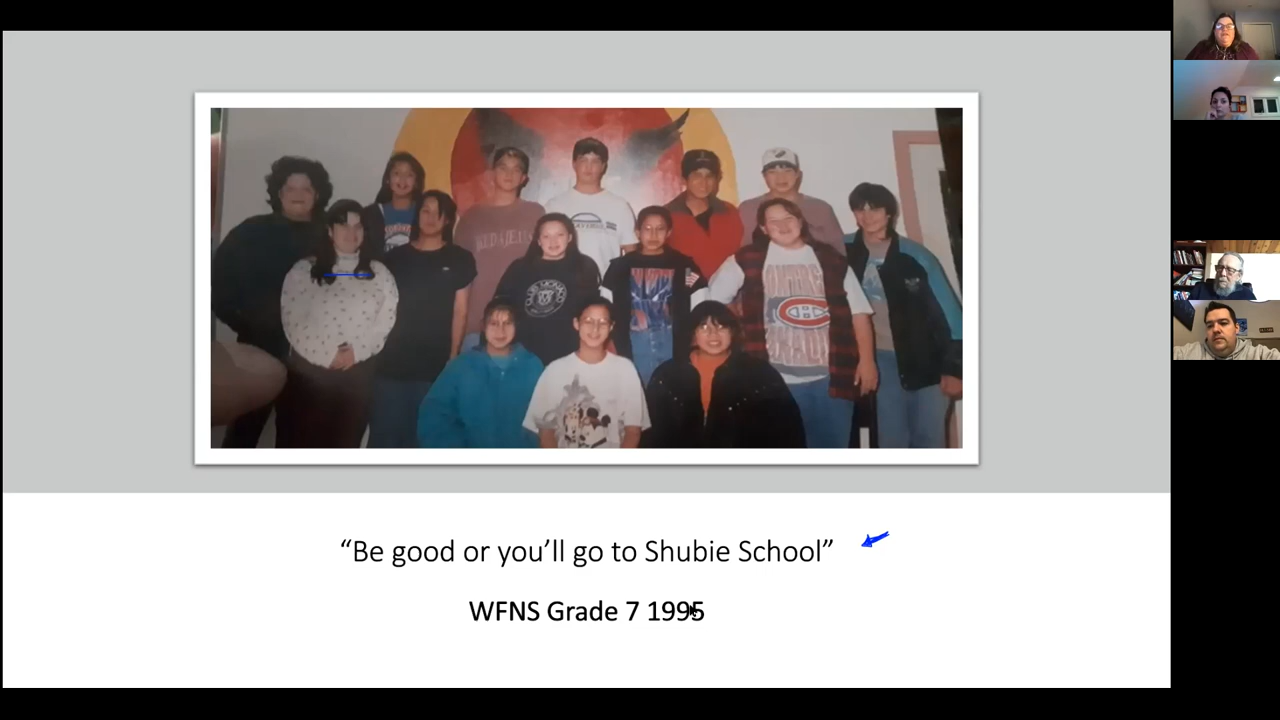 “Be good or you’ll go to Shubie School”
WFNS Grade 7 1995